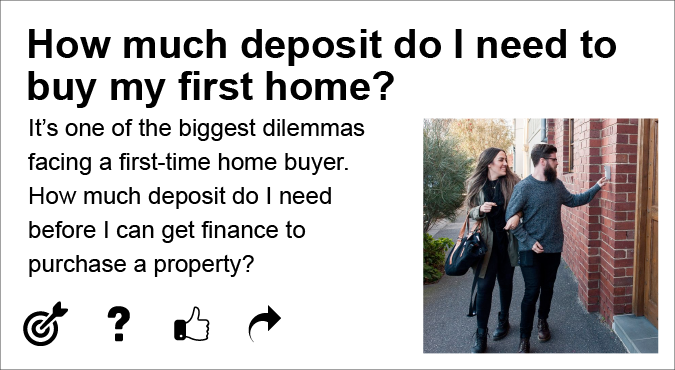 How much deposit do I need to
buy my first home?
It’s one of the biggest dilemmas
facing a first-time home buyer.
How much deposit do I need
before I can get finance to
purchase a property?
?